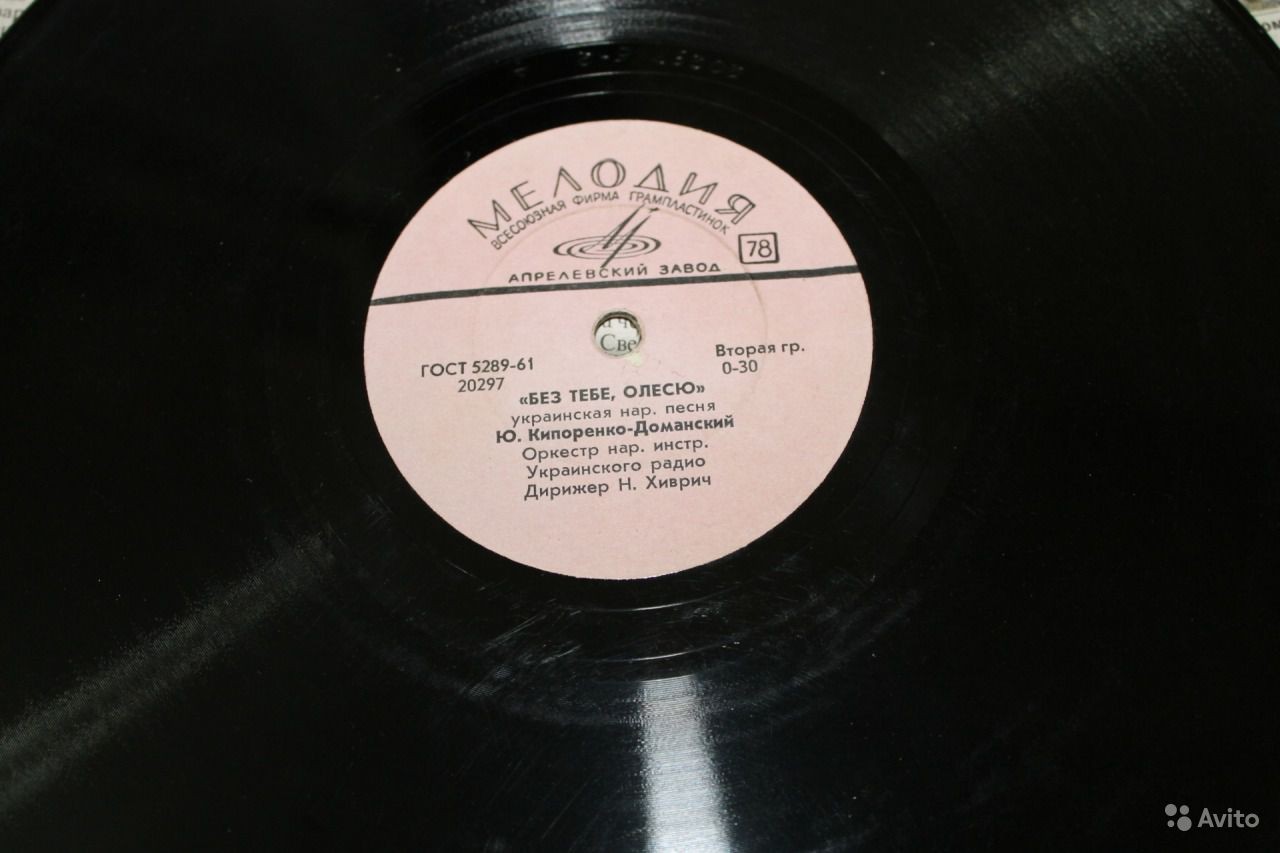 МЕЛОДИЯ
ВСЕСОЮЗНАЯ ФИРМА ГРАМПЛАСТИНОК
78
АПРЕЛЕВСКИЙ ЗАВОД
Све
ГОСТ 5289-61
20297
Вторая гр.
0-30
«БЕЗ ТЕБЕ, ОЛЕСЮ»
украинская нар. песня
Ю. Кипоренко-Доманский
Оркестр нар. инстр.
Украинского радио
Дирижер Н. Хиврич
Avito